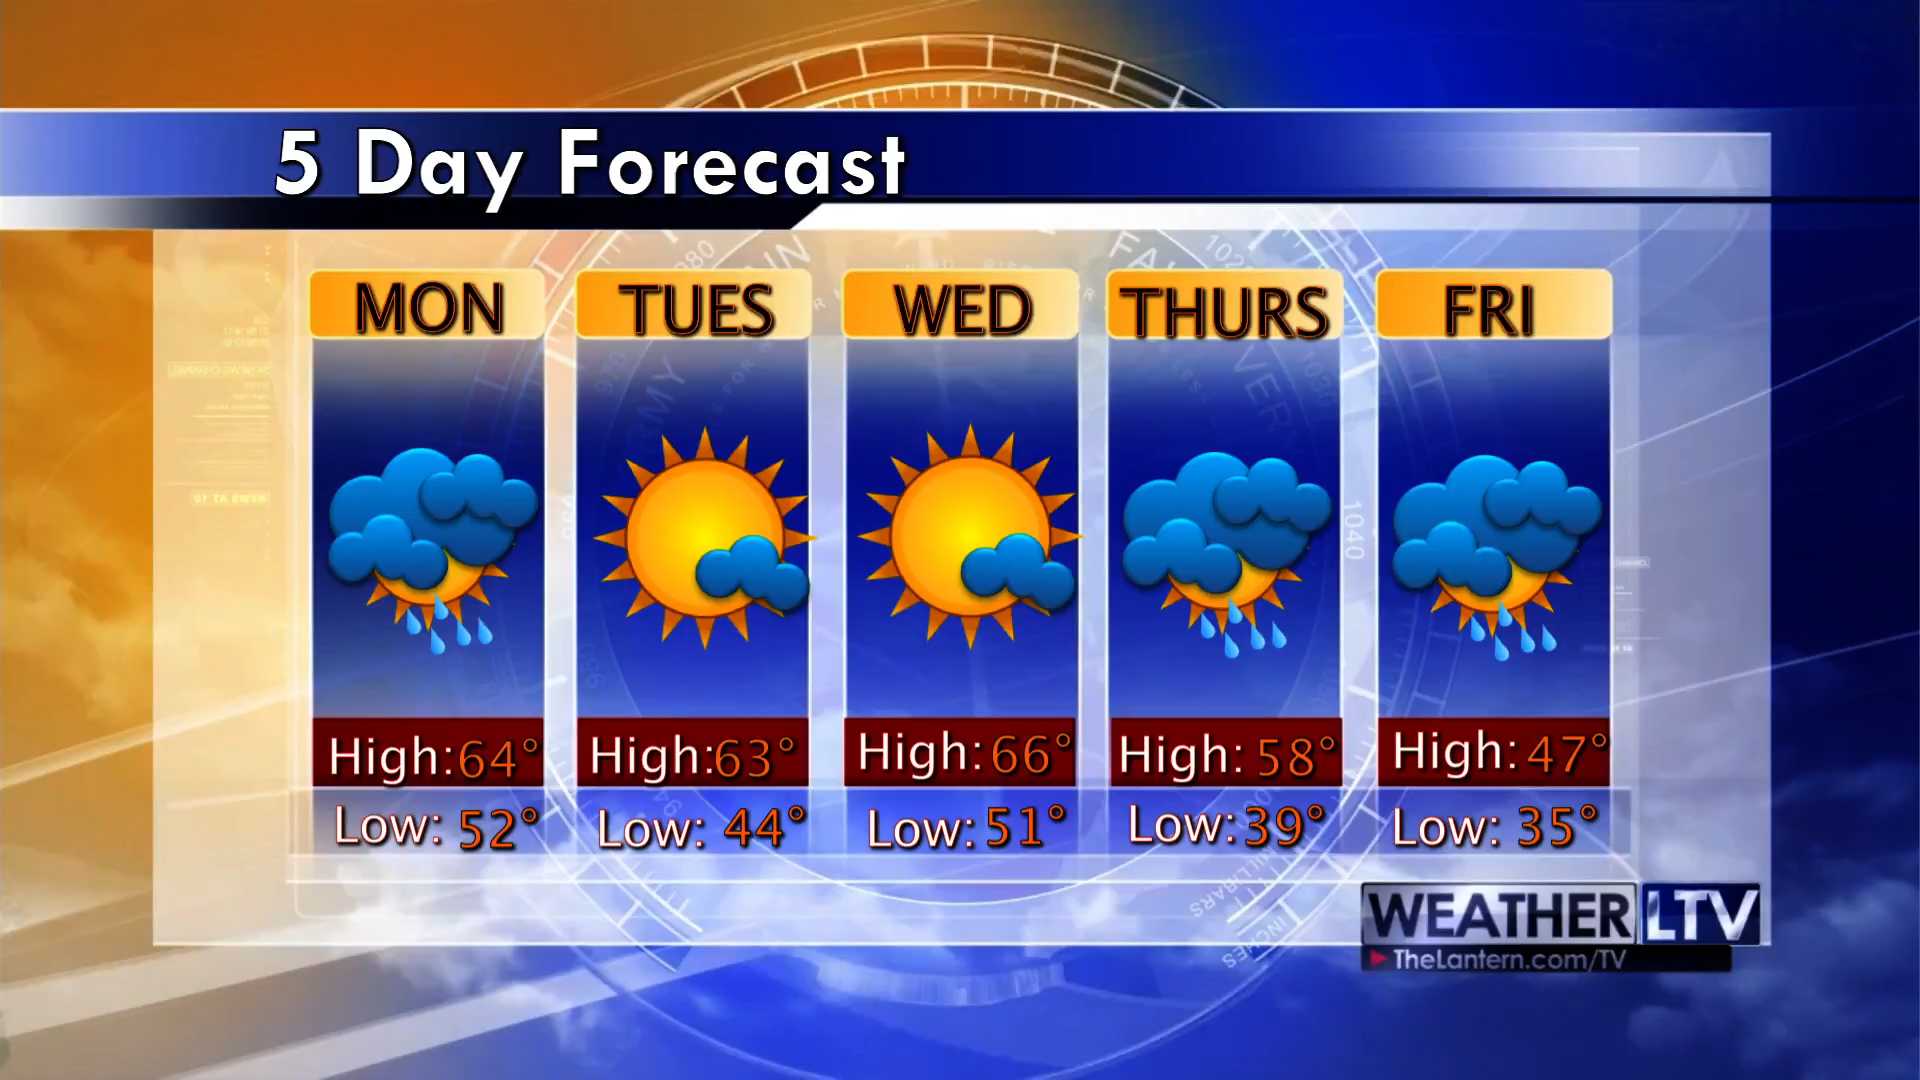 5 Day Forecast
MON TUES WED THURS FRI
High:64° High:63° High:66° High:58° High:47°
Low: 52° Low: 44° Low: 51° Low:39° Low: 35°
1040
WEATHER LTV
TheLantern.com/TV